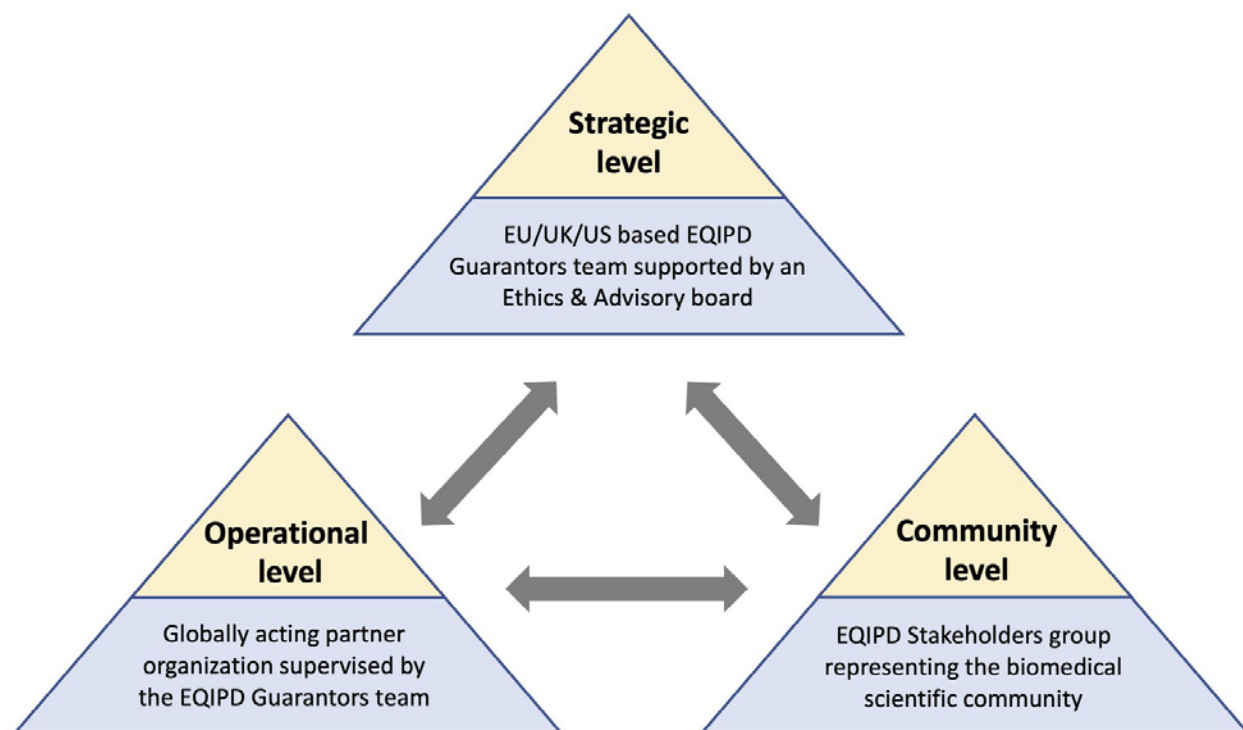 Strategic
level
EU/UK/US based EQIPD
Guarantors team supported by an
Ethics & Advisory board
Operational
level
Globally acting partner
organization supervised by
the EQIPD Guarantors team
Community
level
EQIPD Stakeholders group
representing the biomedical
scientific community